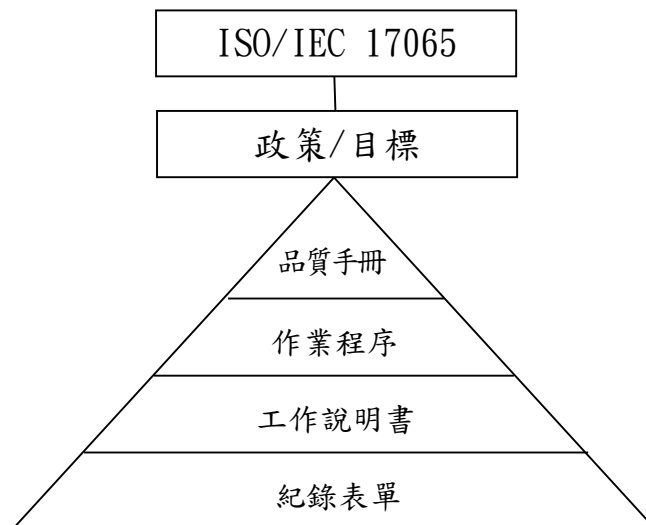 ISO/IEC 17065
政策/目標
品質手冊
作業程序
工作說明書
紀錄表單